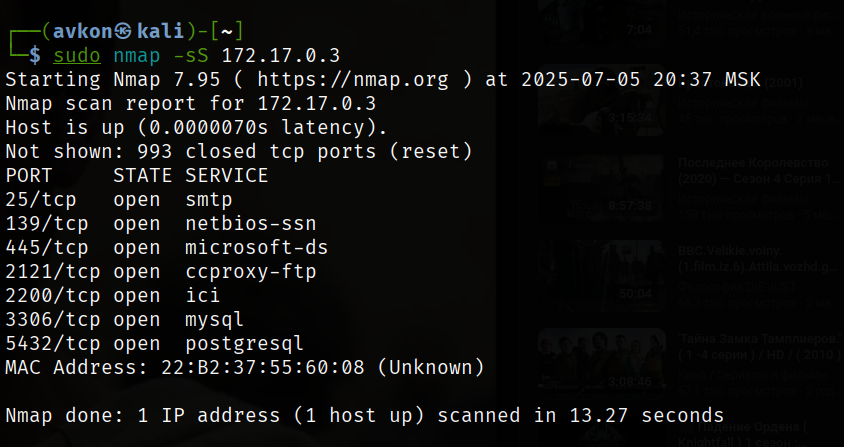 ┌──(avkon㉿kali)-[~]
└─$ sudo nmap -sS 172.17.0.3
Starting Nmap 7.95 ( https://nmap.org ) at 2025-07-05 20:37 MSK
Nmap scan report for 172.17.0.3
Host is up (0.0000070s latency).
Not shown: 993 closed tcp ports (reset)
PORT     STATE SERVICE
25/tcp   open  smtp
139/tcp  open  netbios-ssn
445/tcp  open  microsoft-ds
2121/tcp open  ccproxy-ftp
2200/tcp open  ici
3306/tcp open  mysql
5432/tcp open  postgresql
MAC Address: 22:B2:37:55:60:08 (Unknown)
Nmap done: 1 IP address (1 host up) scanned in 13.27 seconds
7:04
(2001)
3:15:34
Последнее Королевство
(2020) — Сезон 4 Серия 1...
8:57:38
BBC.Velikie.voiny
(1.film.iz.6).Attila.vozhd.g...
50:04
"Тайна Замка Тамплиеров"
( 1 -4 серии ) / HD / ( 2010 )
3:08:46
Падение Ордена (
Knightfall ) 1 сезон